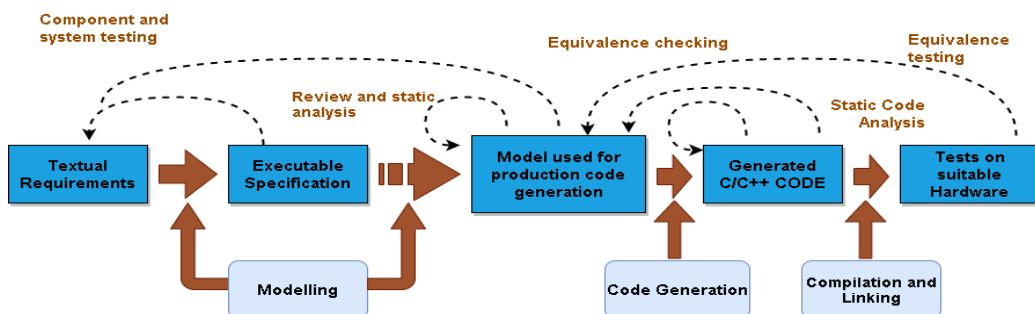 Component and
system testing
Equivalence checking
Equivalence
testing
Review and static
analysis
Static Code
Analysis
Textual
Requirements
Executable
Specification
Model used for
production code
generation
Generated
C/C++ CODE
Tests on
suitable
Hardware
Modelling
Code Generation
Compilation and
Linking